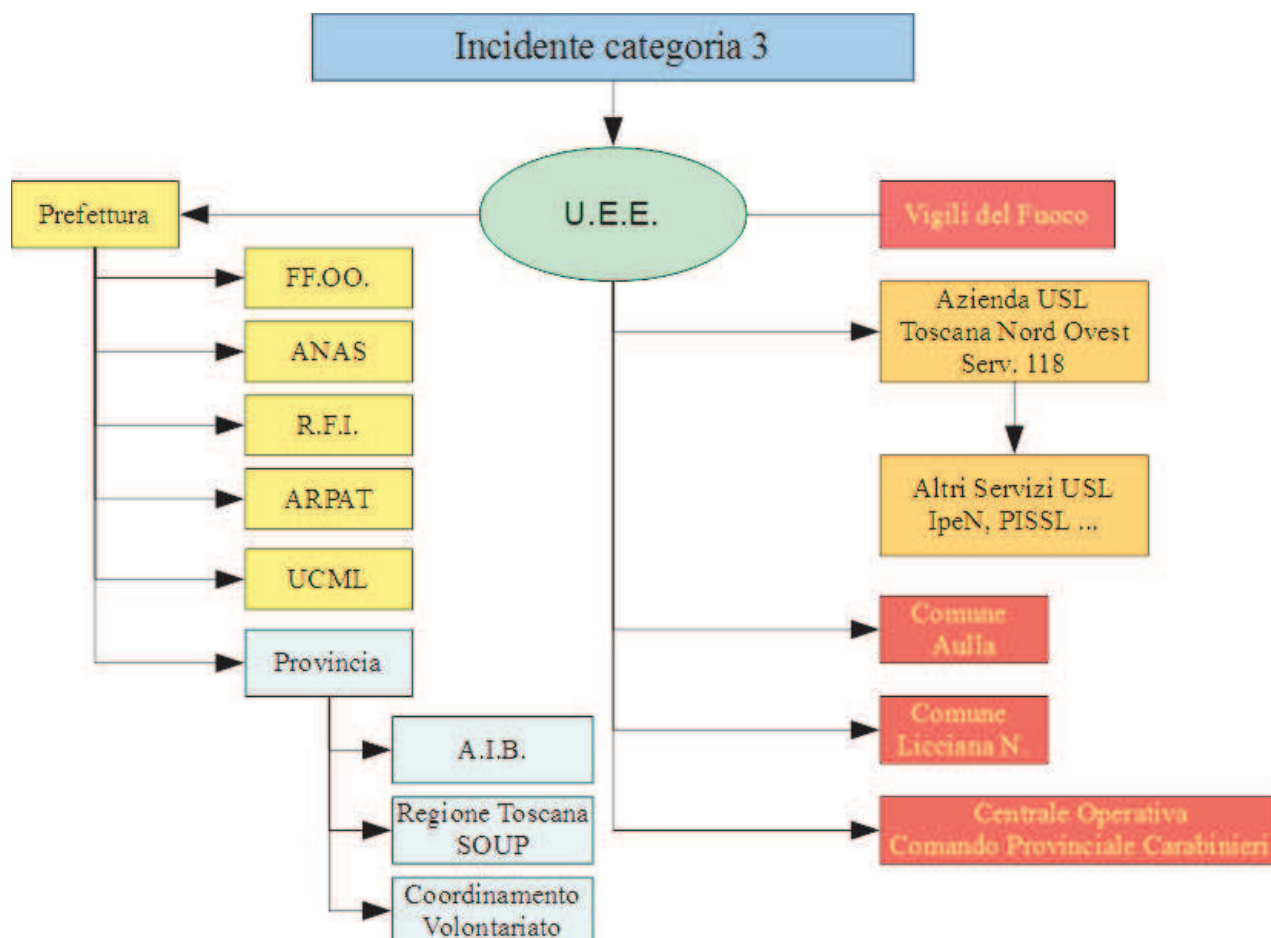 Incidente categoria 3
U.E.E.
Prefettura
Vigili del Fuoco
FF.OO.
ANAS
R.F.I.
ARPAT
UCML
Provincia
A.I.B.
Regione Toscana
SOUP
Coordinamento
Volontariato
Azienda USL
Toscana Nord Ovest
Serv. 118
Altri Servizi USL
IpeN, PISSL ...
Comune
Aulla
Comune
Licciana N.
Centrale Operativa
Comando Provinciale Carabinieri